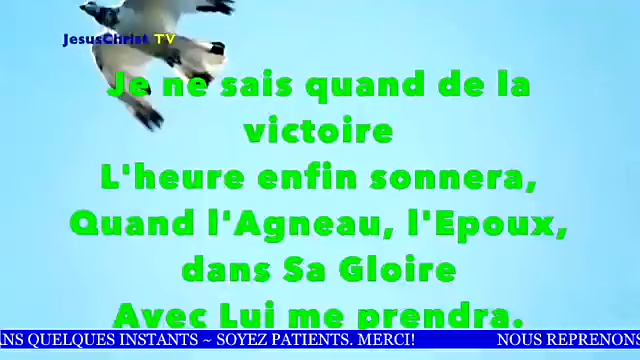 JesusChrist TV
Je ne sais quand de la
victoire
L'heure enfin sonnera,
Quand l'Agneau, l'Epoux,
dans Sa Gloire
Avec Lui me prendra.
ANS QUELQUES INSTANTS ~ SOYEZ PATIENTS. MERCI! NOUS REPRENONS